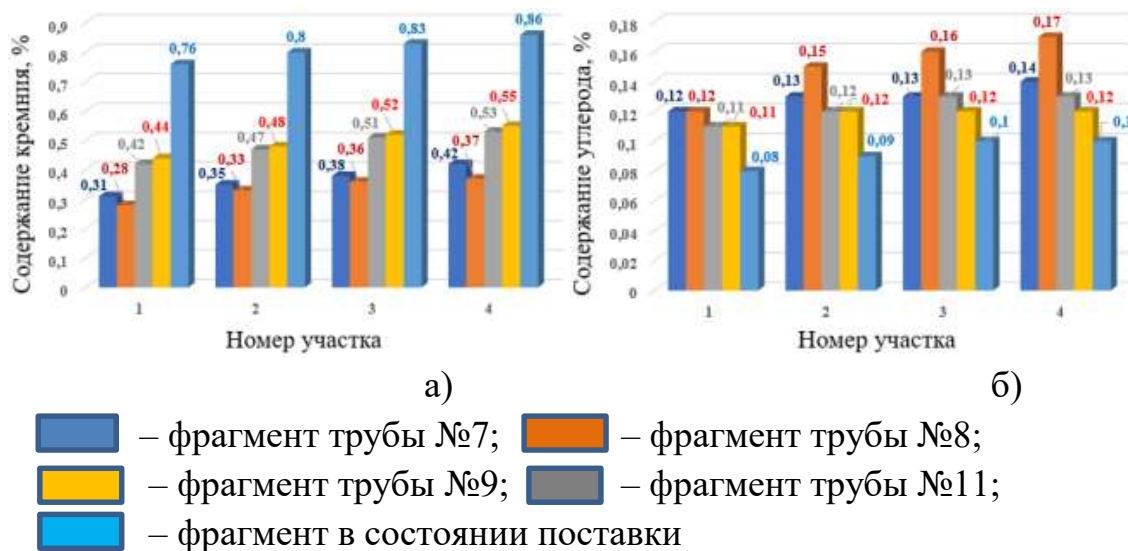 Содержание кремния, %
0,9
0,8
0,7
0,6
0,5
0,4
0,3
0,2
0,1
0
0,31 0,28 0,42 0,44 0,76
0,35 0,33 0,47 0,48 0,8
0,38 0,36 0,51 0,52 0,83
0,42 0,37 0,53 0,55 0,86
1 2 3 4
Номер участка
а)
Содержание углерода, %
0,18
0,16
0,14
0,12
0,1
0,08
0,06
0,04
0,02
0
0,12 0,12 0,11 0,11 0,08
0,13 0,15 0,12 0,12 0,09
0,13 0,16 0,13 0,12 0,1
0,14 0,17 0,13 0,12 0,1
1 2 3 4
Номер участка
б)
– фрагмент трубы №7; – фрагмент трубы №8;
– фрагмент трубы №9; – фрагмент трубы №11;
– фрагмент в состоянии поставки